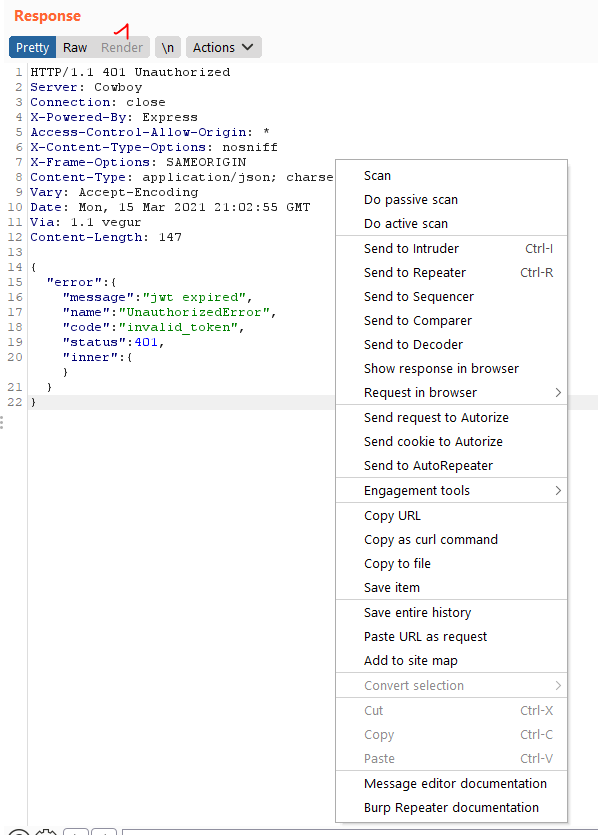 Response
1
Pretty Raw Render \n Actions
1 HTTP/1.1 401 Unauthorized
2 Server: Cowboy
3 Connection: close
4 X-Powered-By: Express
5 Access-Control-Allow-Origin: *
6 X-Content-Type-Options: nosniff
7 X-Frame-Options: SAMEORIGIN
8 Content-Type: application/json; charse
9 Vary: Accept-Encoding
10 Date: Mon, 15 Mar 2021 21:02:55 GMT
11 Via: 1.1 vegur
12 Content-Length: 147
13
14 {
15 "error":{
16 "message":"jwt expired",
17 "name":"UnauthorizedError",
18 "code":"invalid_token",
19 "status":401,
20 "inner":{
}
21 }
22 }
Scan
Do passive scan
Do active scan
Send to Intruder Ctrl-I
Send to Repeater Ctrl-R
Send to Sequencer
Send to Comparer
Send to Decoder
Show response in browser
Request in browser
Send request to Autorize
Send cookie to Autorize
Send to AutoRepeater
Engagement tools
Copy URL
Copy as curl command
Copy to file
Save item
Save entire history
Paste URL as request
Add to site map
Convert selection
Cut Ctrl-X
Copy Ctrl-C
Paste Ctrl-V
Message editor documentation
Burp Repeater documentation